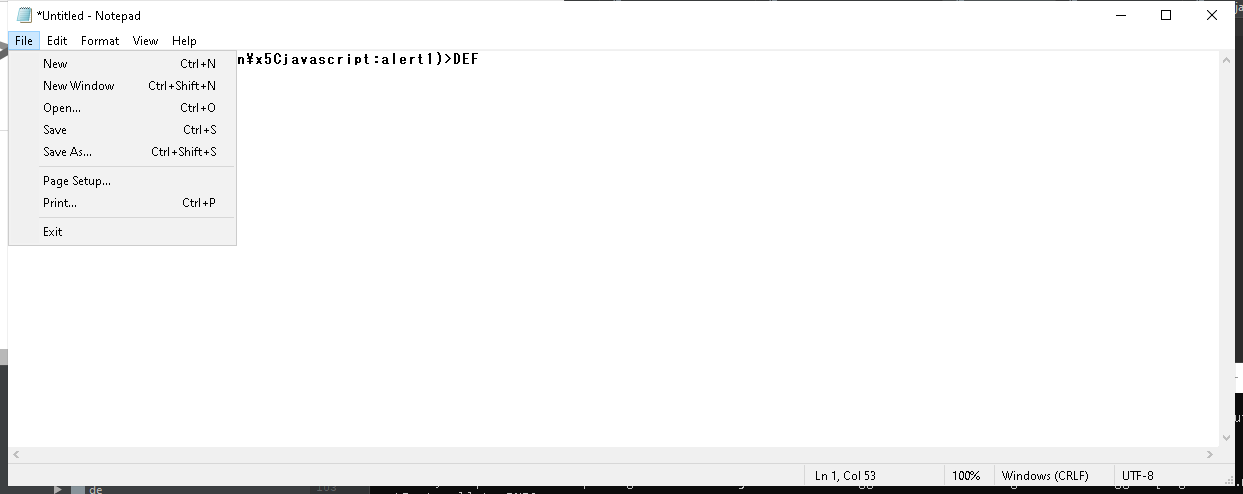 *Untitled - Notepad
File Edit Format View Help
n¥x5Cjavascript:alert1)>DEF
New Ctrl+N
New Window Ctrl+Shift+N
Open... Ctrl+O
Save Ctrl+S
Save As... Ctrl+Shift+S
Page Setup...
Print... Ctrl+P
Exit
Ln 1, Col 53 100% Windows (CRLF) UTF-8
de
103